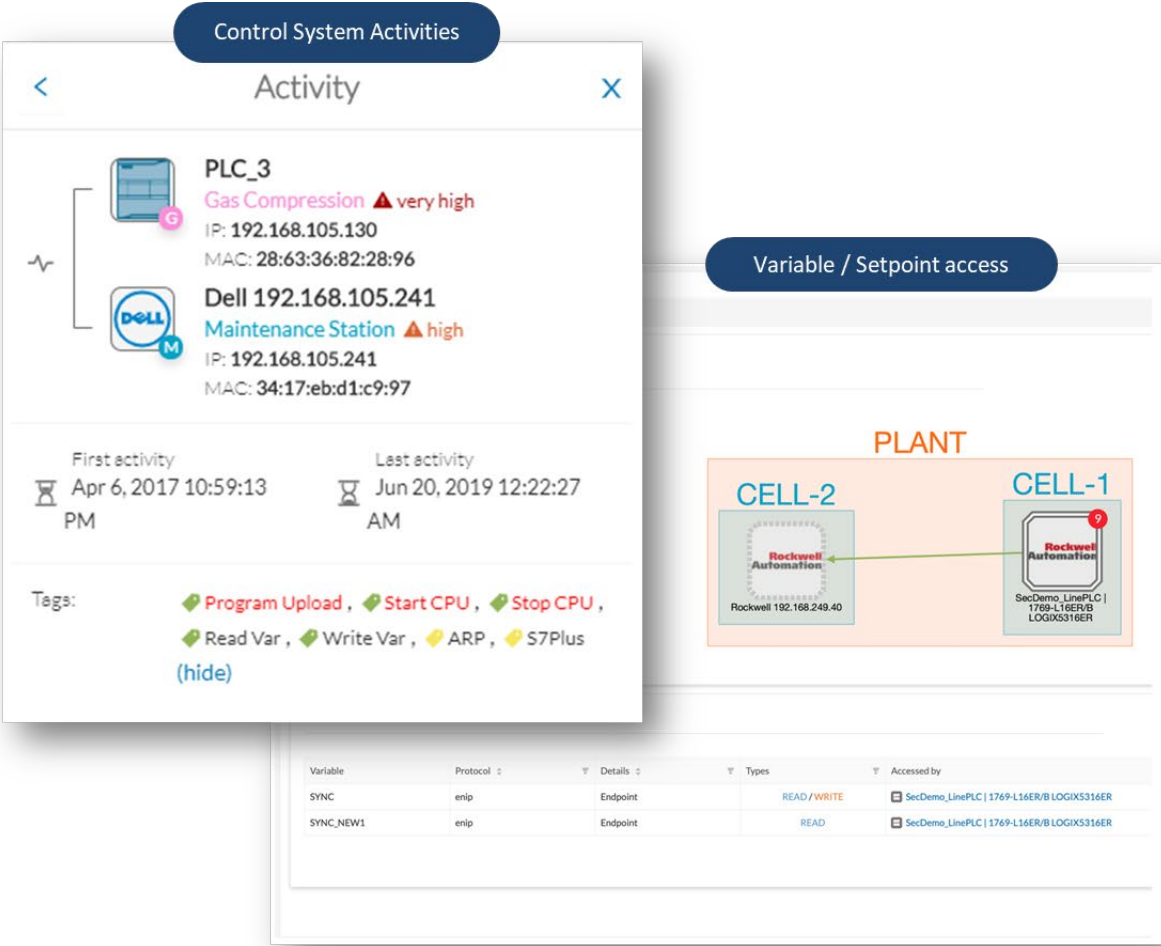 Control System Activities
< Activity X
PLC_3
Gas Compression very high
G
IP: 192.168.105.130
MAC: 28:63:36:82:28:96
Dell 192.168.105.241
DELL
Maintenance Station high
M
IP: 192.168.105.241
MAC: 34:17:eb:d1:c9:97
First activity
Apr 6, 2017 10:59:13
PM
Last activity
Jun 20, 2019 12:22:27
AM
Tags:
Program Upload , Start CPU , Stop CPU ,
Read Var , Write Var , ARP , S7Plus
(hide)
Variable / Setpoint access
PLANT
CELL-2
Rockwell
Automation
Rockwell 192.168.249.40
CELL-1
9
Rockwell
Automation
SecDemo_LinePLC |
1769-L16ER/B
LOGIX5316ER
Variable Protocol Details Types Accessed by
SYNC enip Endpoint READ / WRITE SecDemo_LinePLC | 1769-L16ER/B LOGIX5316ER
SYNC_NEW1 enip Endpoint READ SecDemo_LinePLC | 1769-L16ER/B LOGIX5316ER